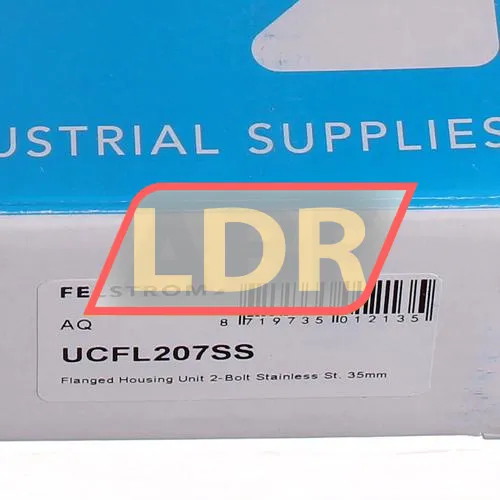 USTRIAL SUPPLIES
LDR
AQ
8 719735 012135
UCFL207SS
Flanged Housing Unit 2-Bolt Stainless St. 35mm